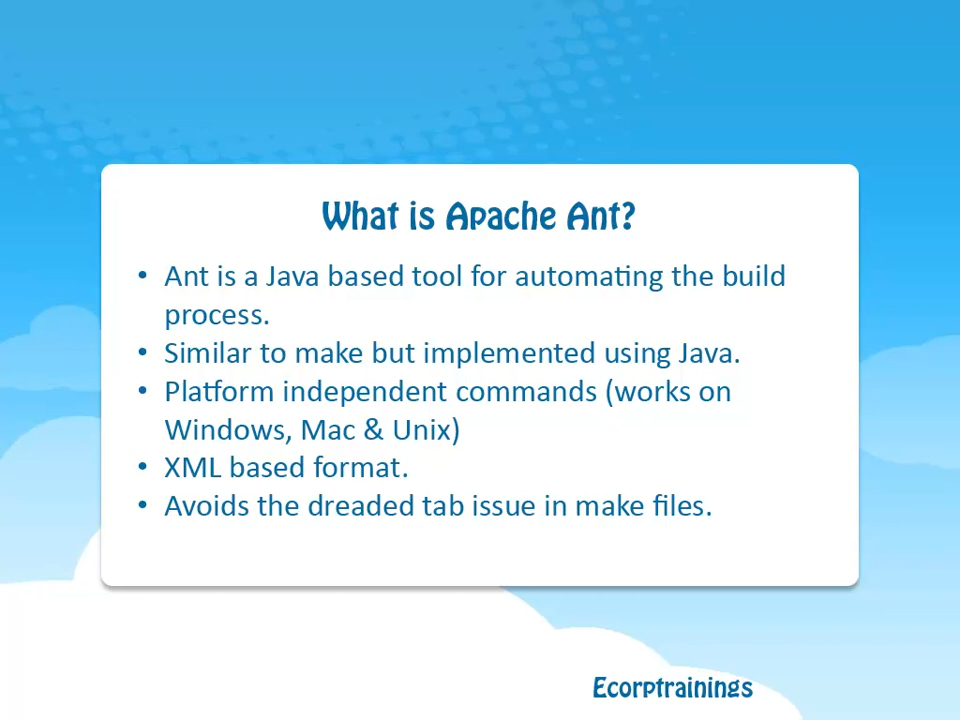 What is Apache Ant?
• Ant is a Java based tool for automating the build
process.
• Similar to make but implemented using Java.
• Platform independent commands (works on
Windows, Mac & Unix)
• XML based format.
• Avoids the dreaded tab issue in make files.
Ecorptrainings